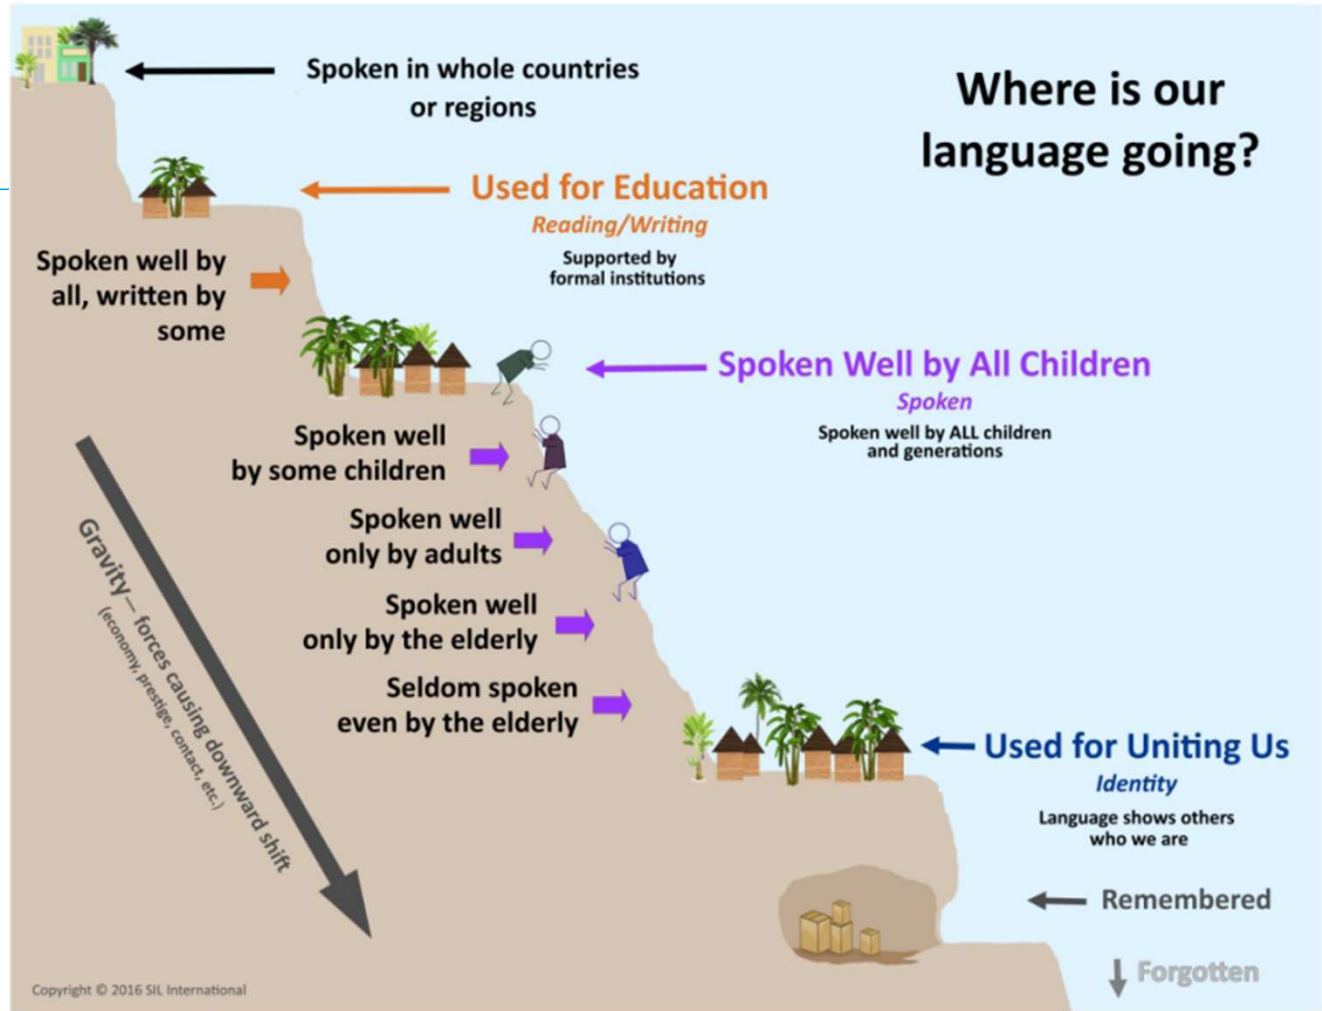 Spoken in whole countries
or regions
Where is our
language going?
Used for Education
Reading/Writing
Supported by
formal institutions
Spoken well by
all, written by
some
Spoken Well by All Children
Spoken
Spoken well by ALL children
and generations
Spoken well
by some children
Spoken well
only by adults
Spoken well
only by the elderly
Seldom spoken
even by the elderly
Gravity— forces causing downward shift
(economy, prestige, contact, etc.)
Used for Uniting Us
Identity
Language shows others
who we are
Remembered
Forgotten
Copyright © 2016 SIL International